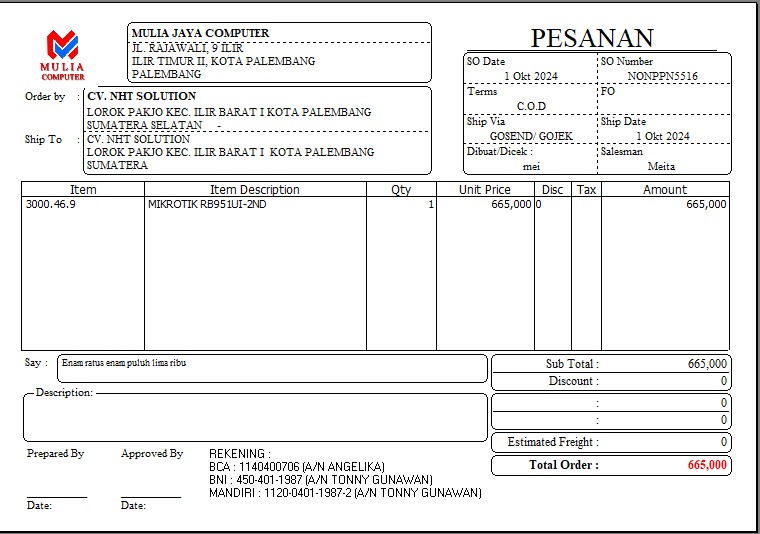 MULIA
COMPUTER
MULIA JAYA COMPUTER
JL. RAJAWALI, 9 ILIR
ILIR TIMUR II, KOTA PALEMBANG
PALEMBANG
PESANAN
SO Date
1 Okt 2024
SO Number
NONPPN5516
Terms
C.O.D
FO
Ship Via
GOSEND/ GOJEK
Ship Date
1 Okt 2024
Dibuat/Dicek :
mei
Salesman
Meita
Order by : CV. NHT SOLUTION
LOROK PAKJO KEC. ILIR BARAT I KOTA PALEMBANG
SUMATERA SELATAN -
Ship To : CV. NHT SOLUTION
LOROK PAKJO KEC. ILIR BARAT I KOTA PALEMBANG
SUMATERA
Item Item Description Qty Unit Price Disc Tax Amount
3000.46.9 MIKROTIK RB951UI-2ND 1 665,000 0 665,000
Say : Enam ratus enam puluh lima ribu
Sub Total : 665,000
Discount : 0
: 0
: 0
Estimated Freight : 0
Total Order : 665,000
Description:
Prepared By
Approved By
REKENING :
BCA : 1140400706 (A/N ANGELIKA)
BNI : 450-401-1987 (A/N TONNY GUNAWAN)
MANDIRI : 1120-0401-1987-2 (A/N TONNY GUNAWAN)
Date:
Date: